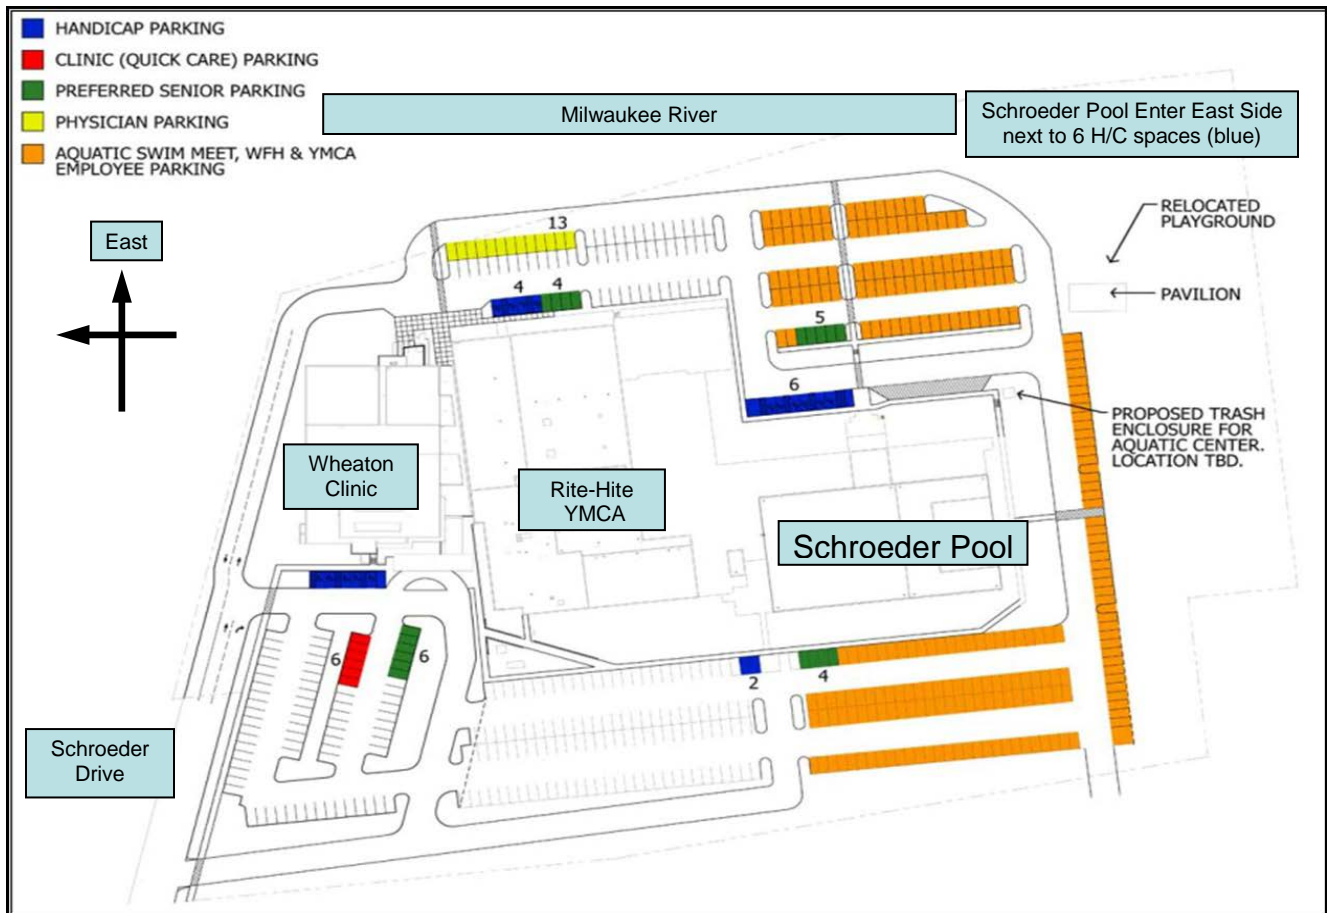 HANDICAP PARKING
CLINIC (QUICK CARE) PARKING
PREFERRED SENIOR PARKING
PHYSICIAN PARKING
AQUATIC SWIM MEET, WFH & YMCA
EMPLOYEE PARKING
Milwaukee River
Schroeder Pool Enter East Side
next to 6 H/C spaces (blue)
East
RELOCATED
PLAYGROUND
PAVILION
13
4
4
5
6
PROPOSED TRASH
ENCLOSURE FOR
AQUATIC CENTER.
LOCATION TBD.
Wheaton
Clinic
Rite-Hite
YMCA
Schroeder Pool
6
6
2
4
Schroeder
Drive